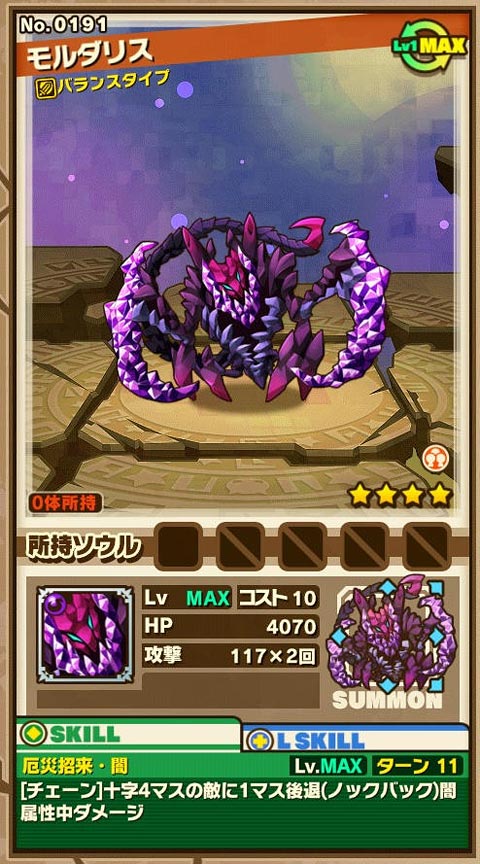 No.0191
モルダリス
Lv1 MAX
バランスタイプ
0体所持
所持ソウル
Lv MAX コスト10
HP 4070
攻撃 117×2回
SUMMON
SKILL
L SKILL
厄災招来・闇 Lv.MAX ターン 11
[チェーン]十字4マスの敵に1マス後退(ノックバック)闇
属性中ダメージ